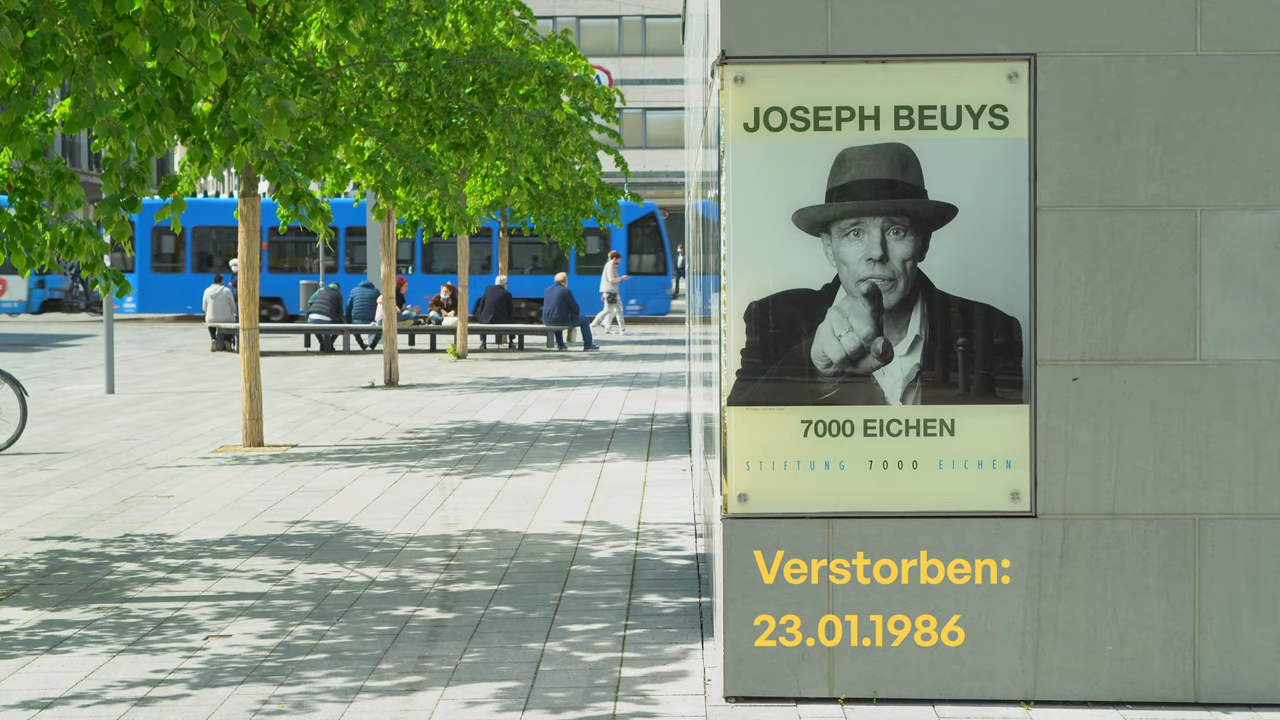 JOSEPH BEUYS
7000 EICHEN
STIFTUNG 7000 EICHEN
Verstorben:
23.01.1986